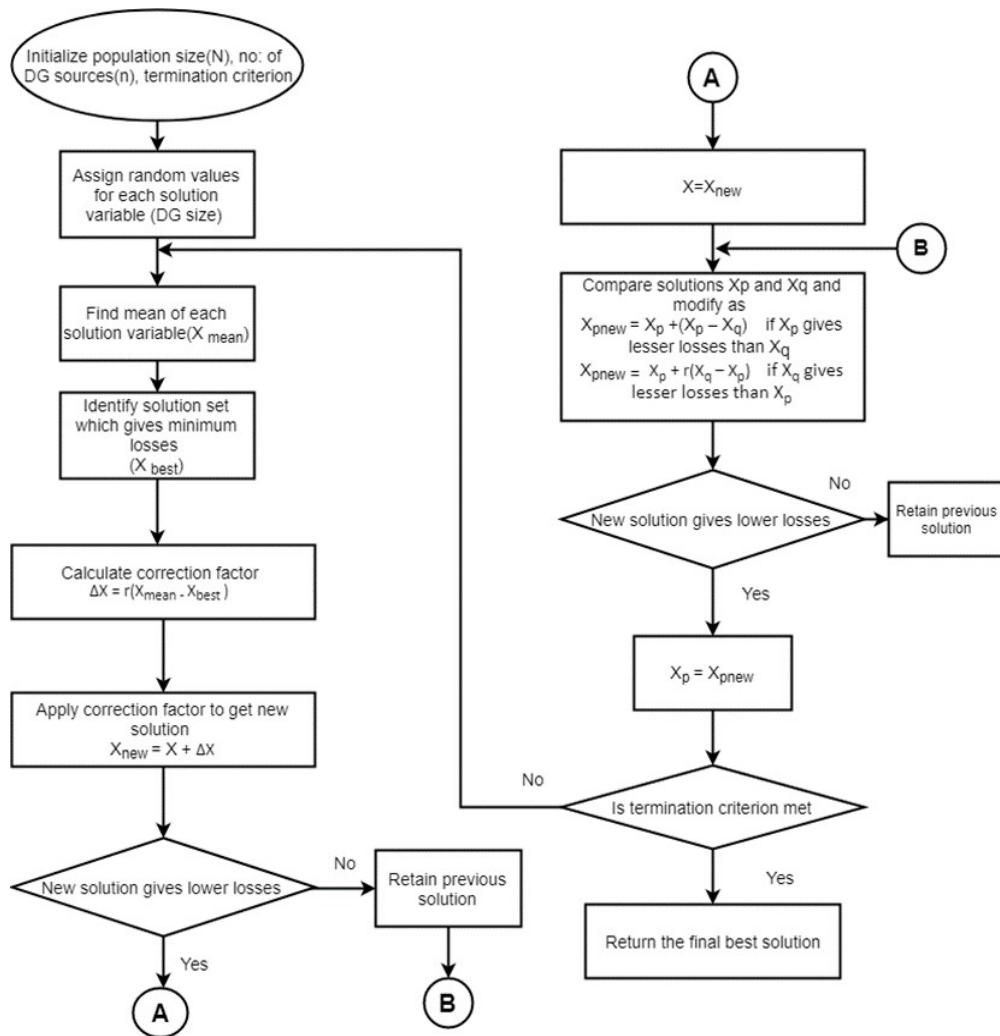 Initialize population size(N), no: of
DG sources(n), termination criterion
Assign random values
for each solution
variable (DG size)
Find mean of each
solution variable(X mean)
Identify solution set
which gives minimum
losses
(X best)
Calculate correction factor
ΔX = r(Xmean - Xbest)
Apply correction factor to get new
solution
Xnew = X + ΔX
New solution gives lower losses
No
Retain previous
solution
Yes
A
B
A
X=Xnew
B
Compare solutions Xp and Xq and
modify as
Xpnew = Xp +(Xp – Xq) if Xp gives
lesser losses than Xq
Xpnew = Xp + r(Xq – Xp) if Xq gives
lesser losses than Xp
New solution gives lower losses
No
Retain previous
solution
Yes
Xp = Xpnew
No
Is termination criterion met
Yes
Return the final best solution